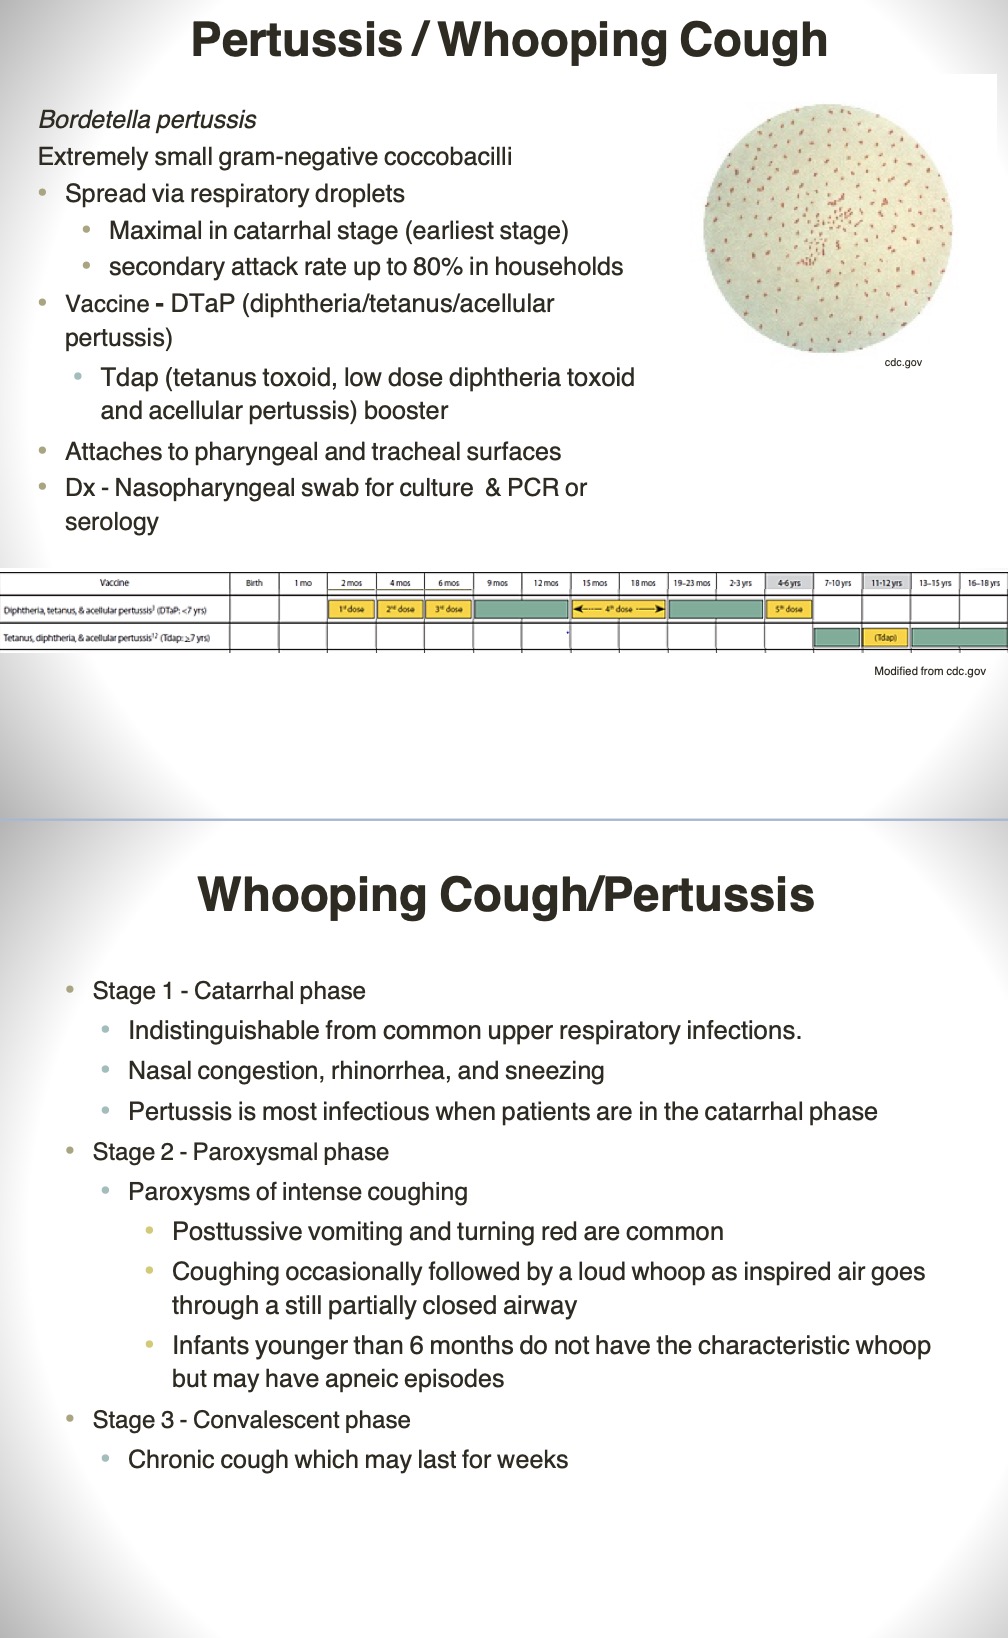 Pertussis / Whooping Cough
Bordetella pertussis
Extremely small gram-negative coccobacilli
• Spread via respiratory droplets
• Maximal in catarrhal stage (earliest stage)
• secondary attack rate up to 80% in households
• Vaccine - DTaP (diphtheria/tetanus/acellular
pertussis)
• Tdap (tetanus toxoid, low dose diphtheria toxoid
and acellular pertussis) booster
• Attaches to pharyngeal and tracheal surfaces
• Dx - Nasopharyngeal swab for culture & PCR or
serology
cdc.gov
Vaccine Birth 1 mo 2 mos 4 mos 6 mos 9 mos 12 mos 15 mos 18 mos 19–23 mos 2-3 yrs 4-6 yrs 7-10 yrs 11-12 yrs 13–15 yrs 16–18 yrs
Diphtheria, tetanus, & acellular pertussis³ (DTaP: <7 yrs) 1st dose 2nd dose 3rd dose 4th dose 5th dose
Tetanus, diphtheria, & acellular pertussis¹² (Tdap: ≥7 yrs) (Tdap)
Modified from cdc.gov
Whooping Cough/Pertussis
• Stage 1 - Catarrhal phase
• Indistinguishable from common upper respiratory infections.
• Nasal congestion, rhinorrhea, and sneezing
• Pertussis is most infectious when patients are in the catarrhal phase
• Stage 2 - Paroxysmal phase
• Paroxysms of intense coughing
• Posttussive vomiting and turning red are common
• Coughing occasionally followed by a loud whoop as inspired air goes
through a still partially closed airway
• Infants younger than 6 months do not have the characteristic whoop
but may have apneic episodes
• Stage 3 - Convalescent phase
• Chronic cough which may last for weeks